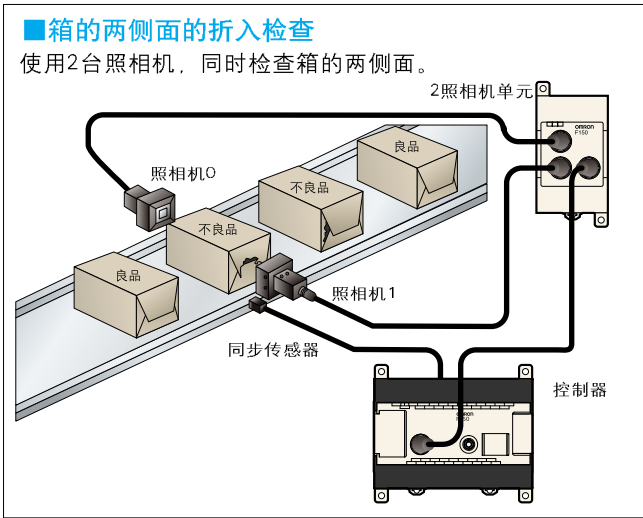 ■箱的两侧面的折入检查
使用2台照相机，同时检查箱的两侧面。
2照相机单元
OMRON
F150
良品
照相机0
不良品
不良品
良品
照相机1
同步传感器
控制器
OMRON